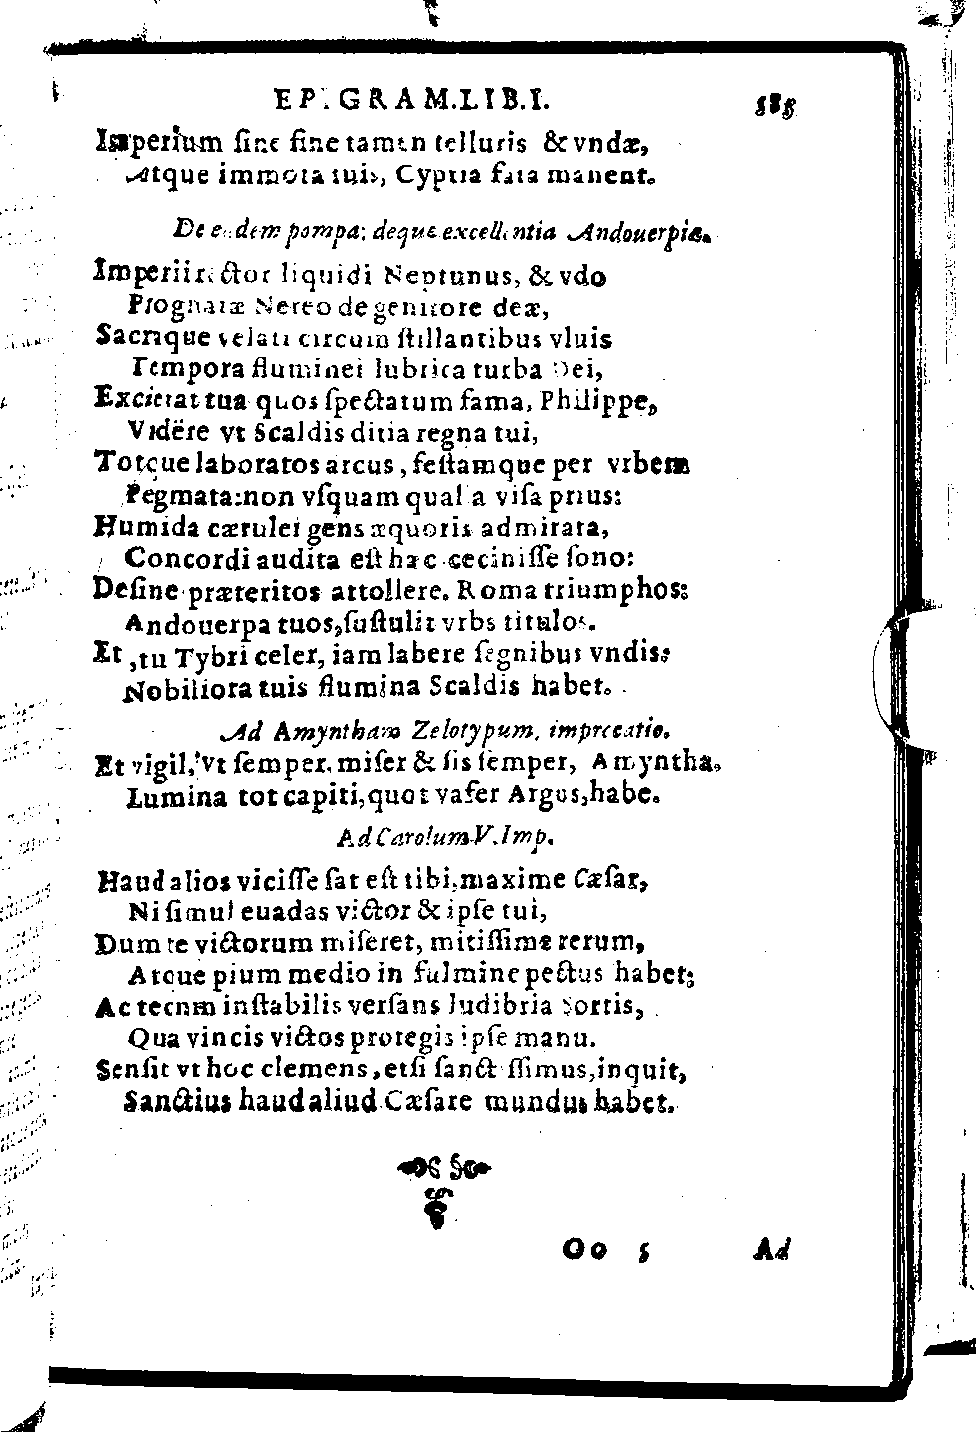 EPIGRAM. LIB. I. 585
Imperium ſine fine tamen telluris & vndæ,
Atque immota tuis, Cypria fata manent.
De eadem pompa; deque excellentia Andouerpiæ.
Imperii rector liquidi Neptunus, & vdo
Prognatæ Nereo de genitore deæ,
Sacrique velati circum ſtillantibus vluis
Tempora fluminei lubrica turba Dei,
Excierat tua quos ſpectatum fama, Philippe,
Vidëre vt Scaldis ditia regna tui,
Totque laboratos arcus, feſtamque per vrbem
Pegmata: non vſquam qualia viſa prius:
Humida cærulei gens æquoris admirata,
Concordi audita eſt hæc ceciniſſe ſono:
Deſine præteritos attollere, Roma triumphos:
Andouerpa tuos, ſuſtulit vrbs titulos.
Et, tu Tybri celer, iam labere ſegnibus vndis:
Nobiliora tuis flumina Scaldis habet.
Ad Amyntham Zelotypum, imprecatio.
Et vigil, vt ſemper, miſer & ſis ſemper, Amyntha,
Lumina tot capiti, quot vafer Argus, habe.
Ad Carolum V. Imp.
Haud alios viciſſe ſat eſt tibi, maxime Cæſar,
Ni ſimul euadas victor & ipſe tui,
Dum te victorum miſeret, mitiſſime rerum,
Atque pium medio in fulmine pectus habet;
Ac tecum inſtabilis verſans ludibria ſortis,
Qua vincis victos protegis ipſe manu.
Senſit vt hoc clemens, etſi ſanctiſſimus, inquit,
Sanctius haud aliud Cæſare mundus habet.
Oo 5 Ad